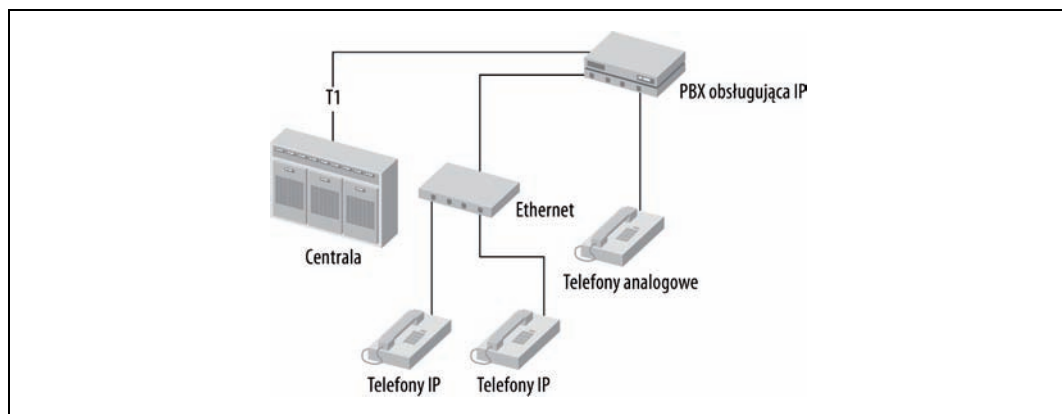 T1
PBX obsługująca IP
Ethernet
Centrala
Telefony analogowe
Telefony IP
Telefony IP